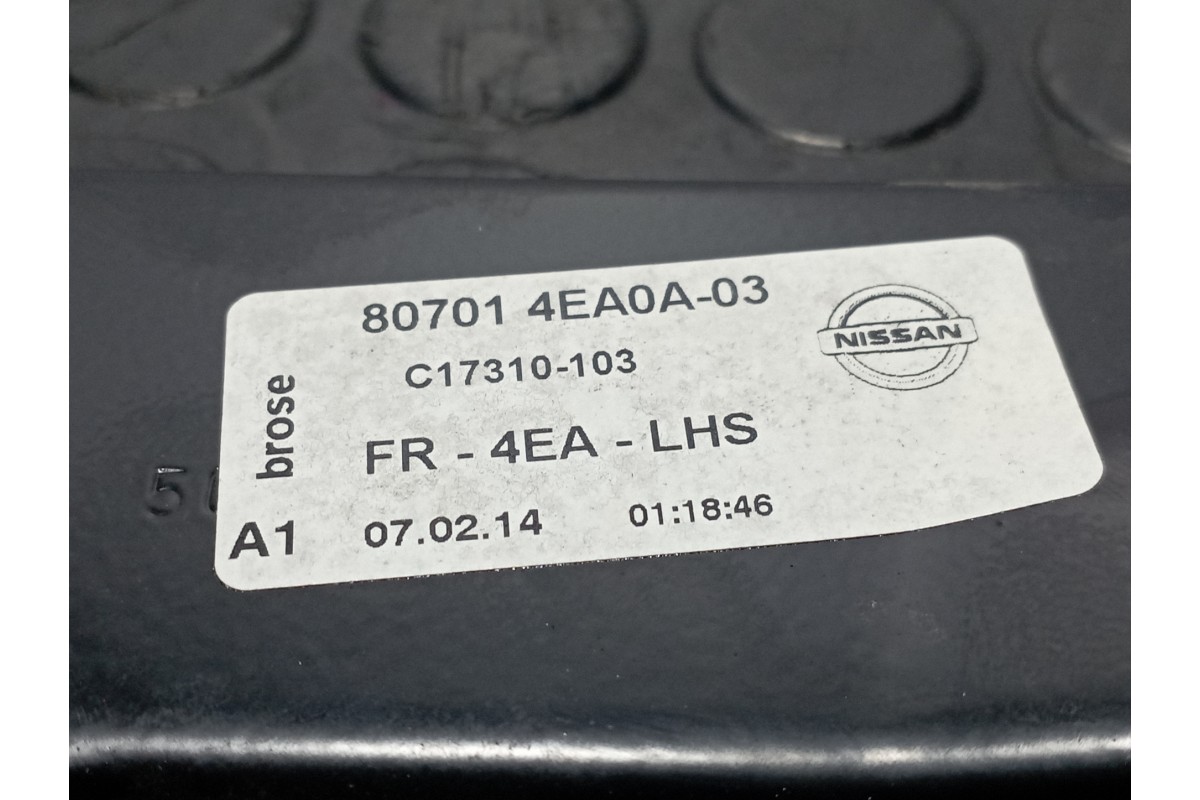 80701 4EA0A-03
NISSAN
C17310-103
brose
FR - 4EA - LHS
A1 07.02.14 01:18:46